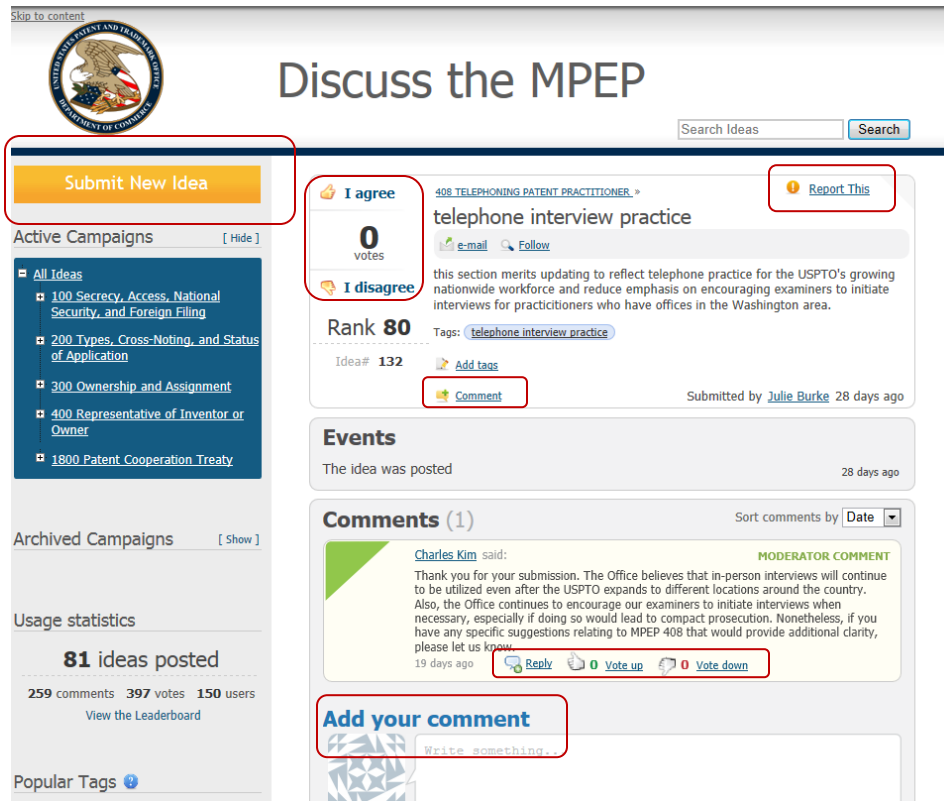 Skip to content
UNITED STATES PATENT AND TRADEMARK OFFICE
DEPARTMENT OF COMMERCE
Discuss the MPEP
Search Ideas
Search
Submit New Idea
Active Campaigns
[ Hide ]
All Ideas
100 Secrecy, Access, National
Security, and Foreign Filing
200 Types, Cross-Noting, and Status
of Application
300 Ownership and Assignment
400 Representative of Inventor or
Owner
1800 Patent Cooperation Treaty
Archived Campaigns
[ Show ]
Usage statistics
81 ideas posted
259 comments 397 votes 150 users
View the Leaderboard
Popular Tags ?
I agree
0
votes
I disagree
Rank 80
Idea# 132
408 TELEPHONING PATENT PRACTITIONER »
Report This
telephone interview practice
e-mail Follow
this section merits updating to reflect telephone practice for the USPTO's growing
nationwide workforce and reduce emphasis on encouraging examiners to initiate
interviews for practicitioners who have offices in the Washington area.
Tags: telephone interview practice
Add tags
Comment
Submitted by Julie Burke 28 days ago
Events
The idea was posted
28 days ago
Comments (1)
Sort comments by Date
Charles Kim said:
MODERATOR COMMENT
Thank you for your submission. The Office believes that in-person interviews will continue
to be utilized even after the USPTO expands to different locations around the country.
Also, the Office continues to encourage our examiners to initiate interviews when
necessary, especially if doing so would lead to compact prosecution. Nonetheless, if you
have any specific suggestions relating to MPEP 408 that would provide additional clarity,
please let us know.
19 days ago Reply 0 Vote up 0 Vote down
Add your comment
Write something...